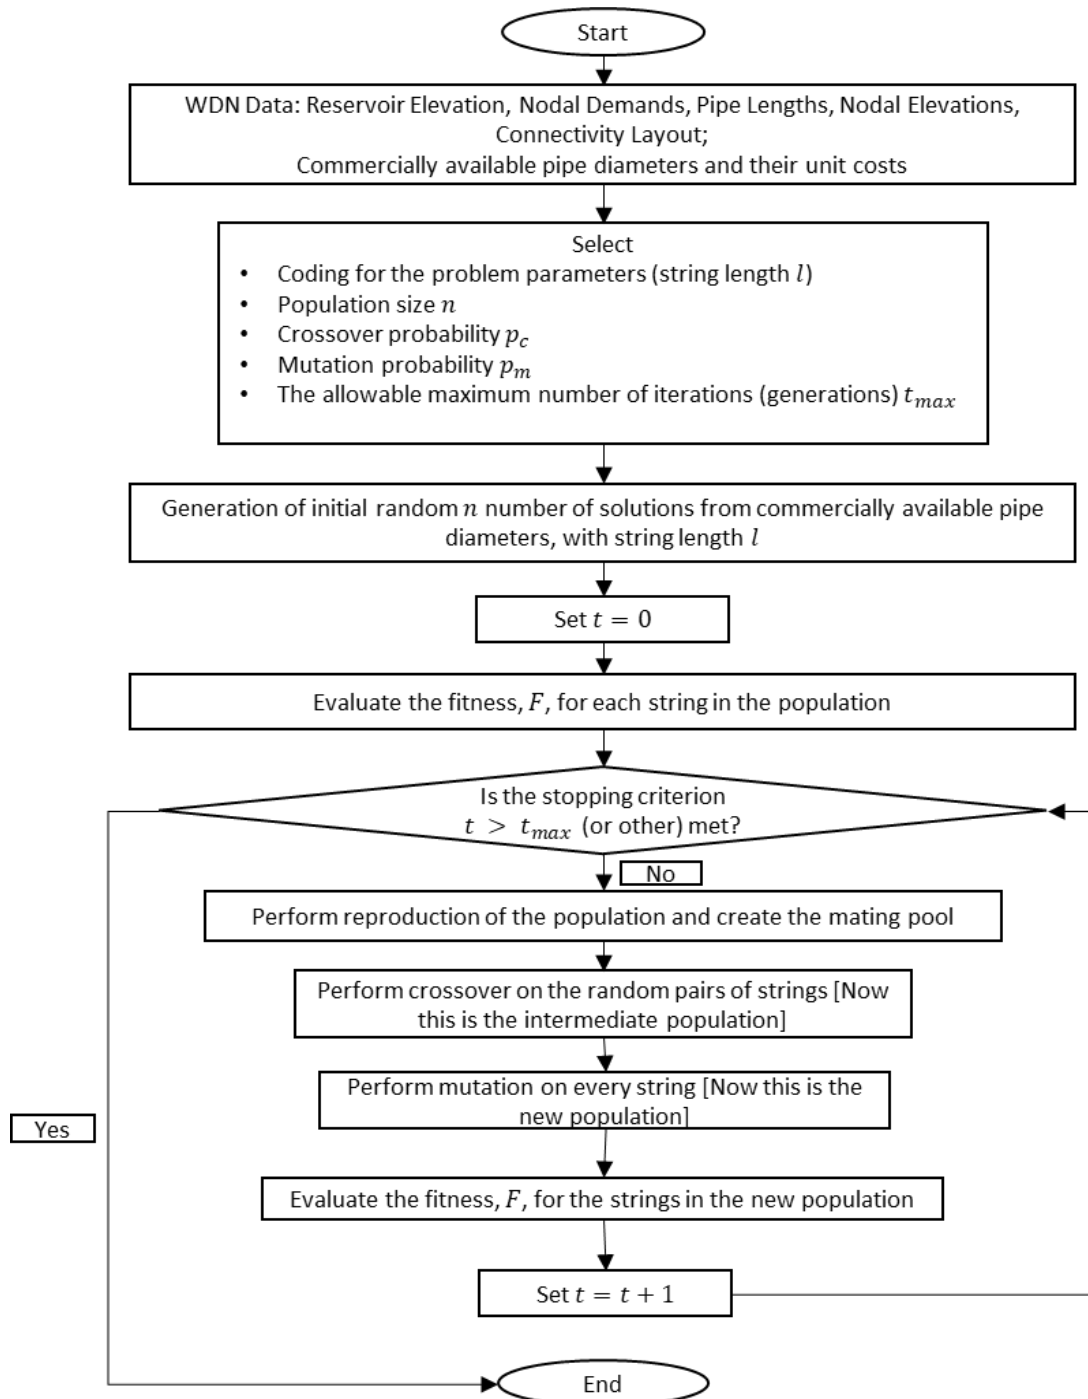 Start
WDN Data: Reservoir Elevation, Nodal Demands, Pipe Lengths, Nodal Elevations,
Connectivity Layout;
Commercially available pipe diameters and their unit costs
Select
• Coding for the problem parameters (string length l)
• Population size n
• Crossover probability p_c
• Mutation probability p_m
• The allowable maximum number of iterations (generations) t_max
Generation of initial random n number of solutions from commercially available pipe
diameters, with string length l
Set t = 0
Evaluate the fitness, F, for each string in the population
Is the stopping criterion
t > t_max (or other) met?
No
Perform reproduction of the population and create the mating pool
Perform crossover on the random pairs of strings [Now
this is the intermediate population]
Perform mutation on every string [Now this is the
new population]
Yes
Evaluate the fitness, F, for the strings in the new population
Set t = t + 1
End